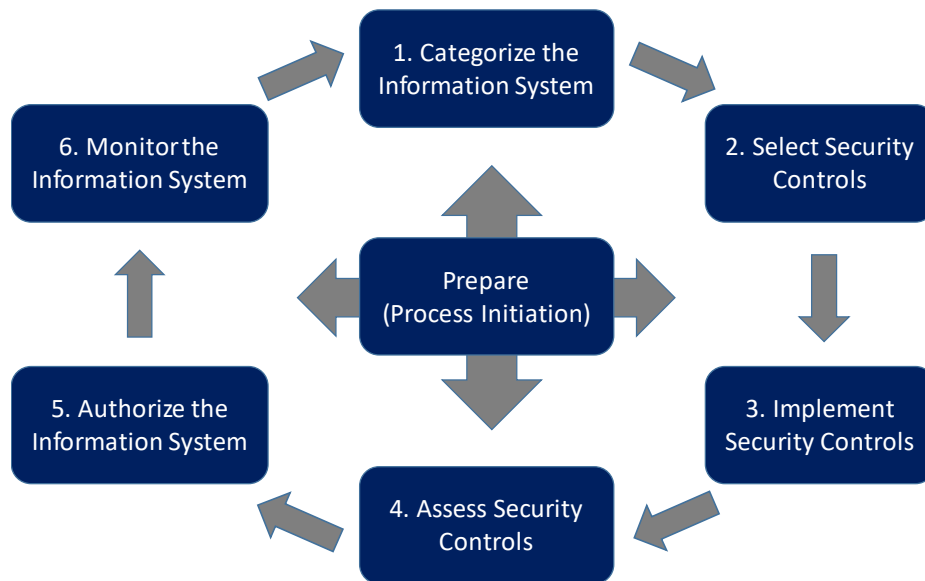 1. Categorize the
Information System
2. Select Security
Controls
3. Implement
Security Controls
4. Assess Security
Controls
5. Authorize the
Information System
6. Monitor the
Information System
Prepare
(Process Initiation)